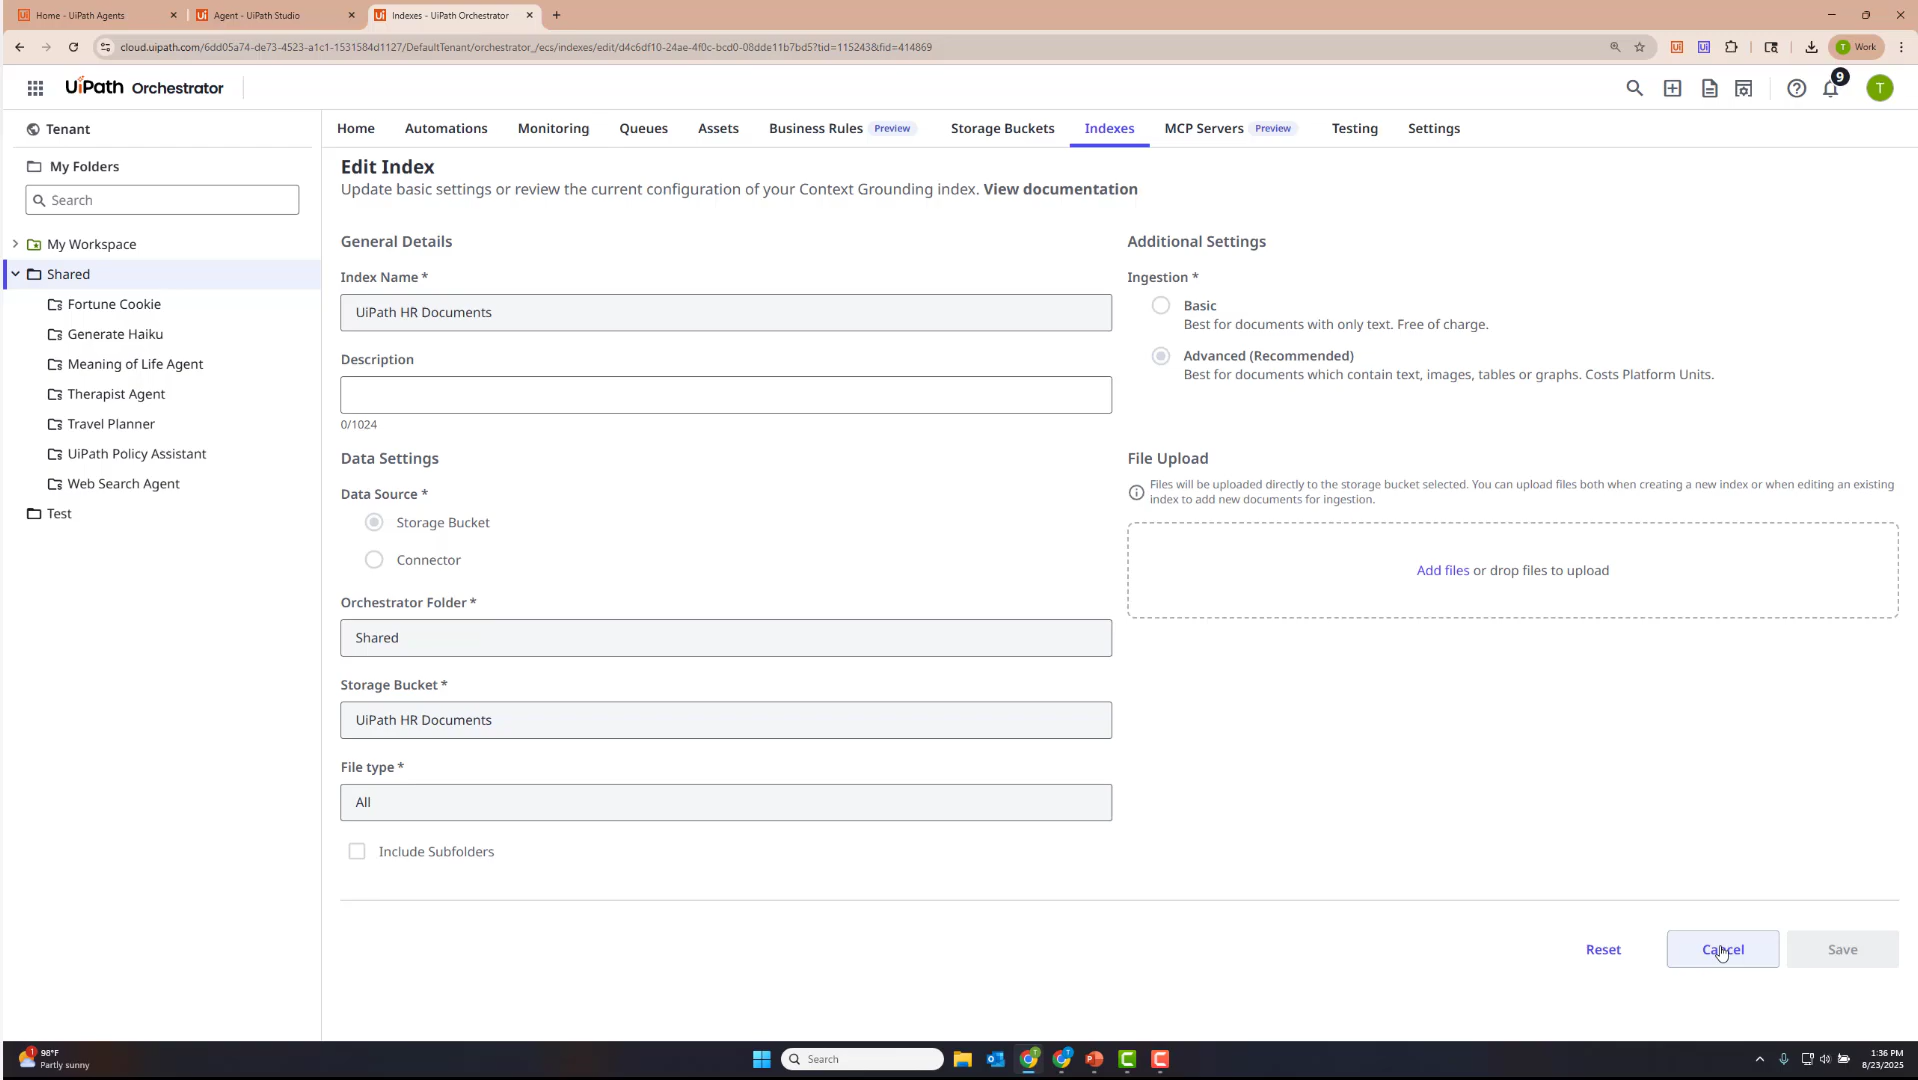 Home - UiPath Agents
Agent - UiPath Studio
Indexes - UiPath Orchestrator
cloud.uipath.com/6dd05a74-de73-4523-a1c1-1531584d1127/DefaultTenant/orchestrator_/ecs/indexes/edit/d4c6df10-24ae-4f0c-bcd0-08dde11b7bd5?tid=115243&fid=414869
T Work
UiPath Orchestrator
9
T
Tenant
My Folders
Search
My Workspace
Shared
Fortune Cookie
Generate Haiku
Meaning of Life Agent
Therapist Agent
Travel Planner
UiPath Policy Assistant
Web Search Agent
Test
Home Automations Monitoring Queues Assets Business Rules Preview Storage Buckets Indexes MCP Servers Preview Testing Settings
Edit Index
Update basic settings or review the current configuration of your Context Grounding index. View documentation
General Details
Index Name *
UiPath HR Documents
Description
0/1024
Data Settings
Data Source *
Storage Bucket
Connector
Orchestrator Folder *
Shared
Storage Bucket *
UiPath HR Documents
File type *
All
Include Subfolders
Additional Settings
Ingestion *
Basic
Best for documents with only text. Free of charge.
Advanced (Recommended)
Best for documents which contain text, images, tables or graphs. Costs Platform Units.
File Upload
Files will be uploaded directly to the storage bucket selected. You can upload files both when creating a new index or when editing an existing
index to add new documents for ingestion.
Add files or drop files to upload
Reset
Cancel
Save
1
98°F
Partly sunny
Search
1:36 PM
8/23/2025